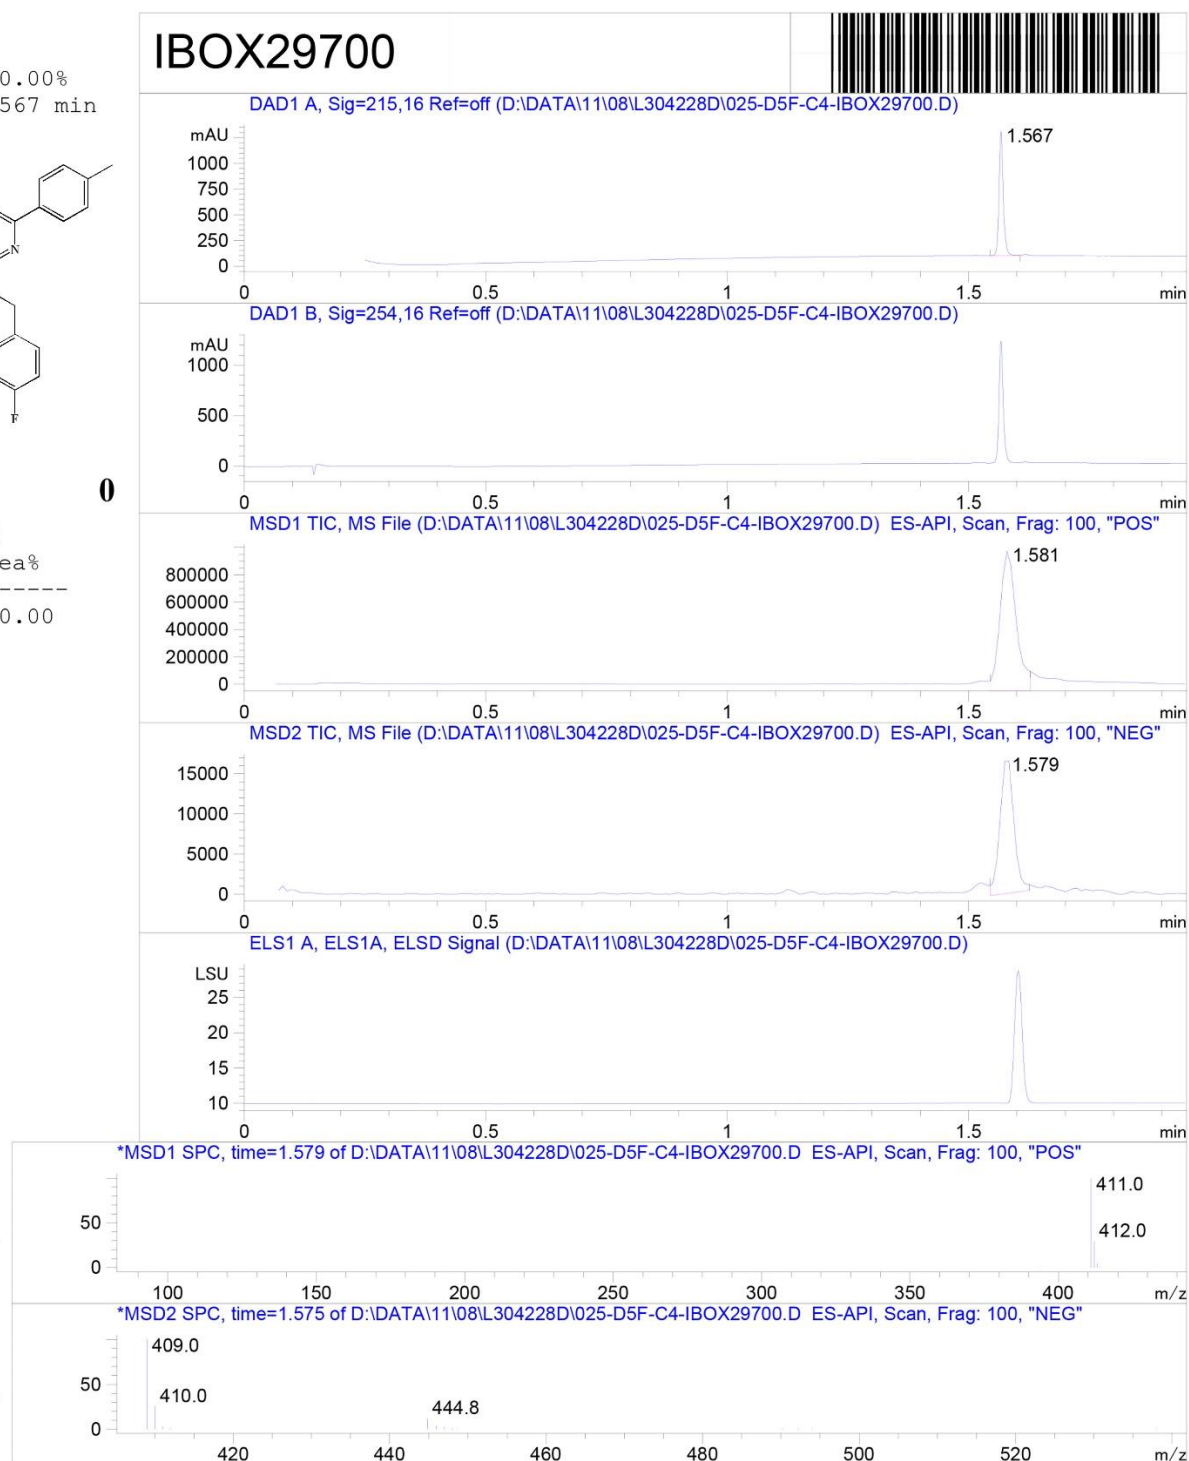 IBOX29700
0.00%
567 min
N
F
0
ea%
-----
0.00
DAD1 A, Sig=215,16 Ref=off (D:\DATA\11\08\L304228D\025-D5F-C4-IBOX29700.D)
mAU
1.567
1000
750
500
250
0
0 0.5 1 1.5 min
DAD1 B, Sig=254,16 Ref=off (D:\DATA\11\08\L304228D\025-D5F-C4-IBOX29700.D)
mAU
1000
500
0
0 0.5 1 1.5 min
MSD1 TIC, MS File (D:\DATA\11\08\L304228D\025-D5F-C4-IBOX29700.D) ES-API, Scan, Frag: 100, "POS"
1.581
800000
600000
400000
200000
0
0 0.5 1 1.5 min
MSD2 TIC, MS File (D:\DATA\11\08\L304228D\025-D5F-C4-IBOX29700.D) ES-API, Scan, Frag: 100, "NEG"
1.579
15000
10000
5000
0
0 0.5 1 1.5 min
ELS1 A, ELS1A, ELSD Signal (D:\DATA\11\08\L304228D\025-D5F-C4-IBOX29700.D)
LSU
25
20
15
10
0 0.5 1 1.5 min
*MSD1 SPC, time=1.579 of D:\DATA\11\08\L304228D\025-D5F-C4-IBOX29700.D ES-API, Scan, Frag: 100, "POS"
411.0
50
412.0
0
100 150 200 250 300 350 400 m/z
*MSD2 SPC, time=1.575 of D:\DATA\11\08\L304228D\025-D5F-C4-IBOX29700.D ES-API, Scan, Frag: 100, "NEG"
409.0
50
410.0
444.8
0
420 440 460 480 500 520 m/z